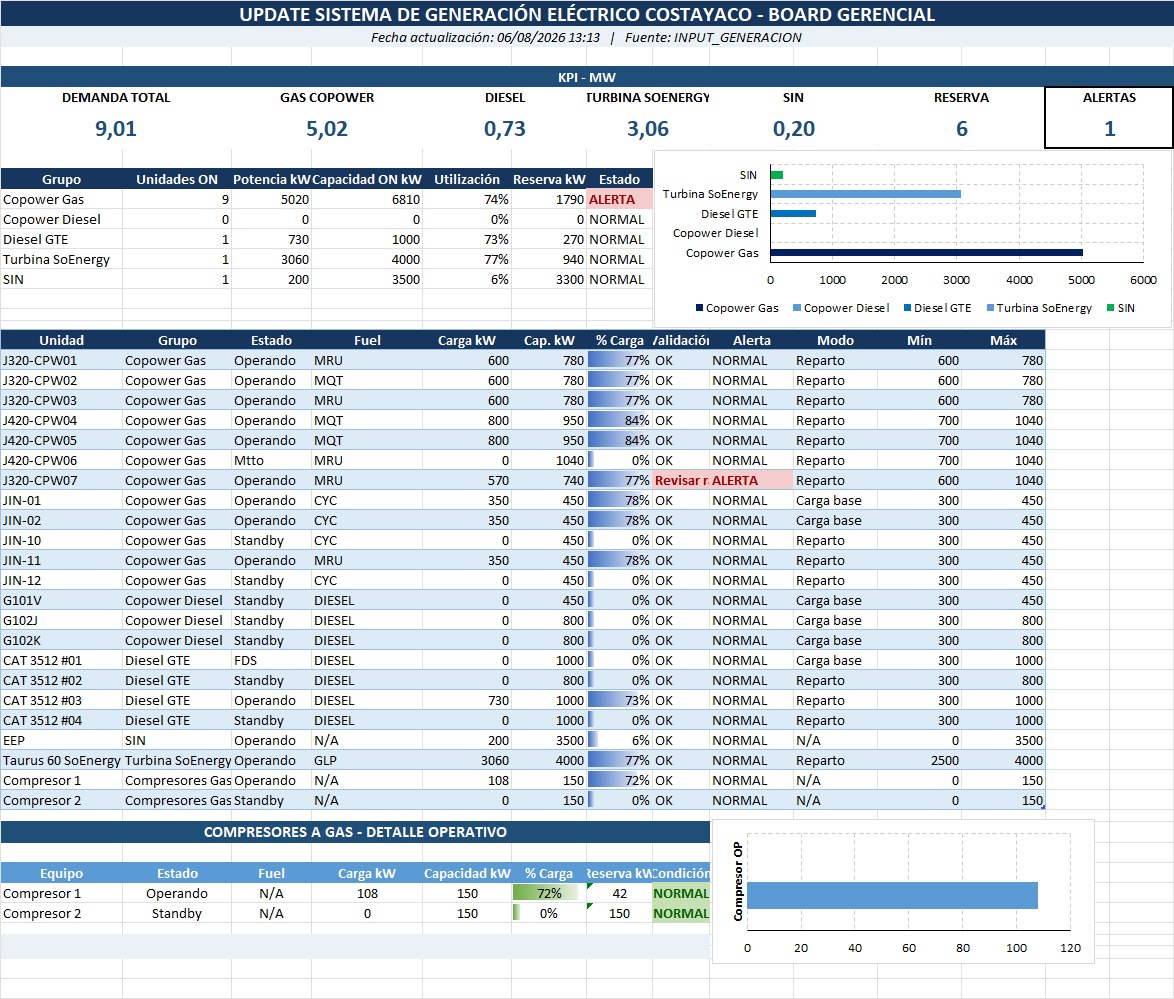 UPDATE SISTEMA DE GENERACIÓN ELÉCTRICO COSTAYACO - BOARD GERENCIAL
Fecha actualización: 06/08/2026 13:13 | Fuente: INPUT_GENERACION
KPI - MW
DEMANDA TOTAL GAS COPOWER DIESEL TURBINA SOENERGY SIN RESERVA ALERTAS
9,01 5,02 0,73 3,06 0,20 6 1
Grupo Unidades ON Potencia kW Capacidad ON kW Utilización Reserva kW Estado
Copower Gas 9 5020 6810 74% 1790 ALERTA
Copower Diesel 0 0 0 0% 0 NORMAL
Diesel GTE 1 730 1000 73% 270 NORMAL
Turbina SoEnergy 1 3060 4000 77% 940 NORMAL
SIN 1 200 3500 6% 3300 NORMAL
SIN
Turbina SoEnergy
Diesel GTE
Copower Diesel
Copower Gas
0 1000 2000 3000 4000 5000 6000
Copower Gas Copower Diesel Diesel GTE Turbina SoEnergy SIN
Unidad Grupo Estado Fuel Carga kW Cap. kW % Carga Validación Alerta Modo Mín Máx
J320-CPW01 Copower Gas Operando MRU 600 780 77% OK NORMAL Reparto 600 780
J320-CPW02 Copower Gas Operando MQT 600 780 77% OK NORMAL Reparto 600 780
J320-CPW03 Copower Gas Operando MRU 600 780 77% OK NORMAL Reparto 600 780
J420-CPW04 Copower Gas Operando MQT 800 950 84% OK NORMAL Reparto 700 1040
J420-CPW05 Copower Gas Operando MQT 800 950 84% OK NORMAL Reparto 700 1040
J420-CPW06 Copower Gas Mtto MRU 0 1040 0% OK NORMAL Reparto 700 1040
J320-CPW07 Copower Gas Operando MRU 570 740 77% Revisar r ALERTA Reparto 600 1040
JIN-01 Copower Gas Operando CYC 350 450 78% OK NORMAL Carga base 300 450
JIN-02 Copower Gas Operando CYC 350 450 78% OK NORMAL Carga base 300 450
JIN-10 Copower Gas Standby CYC 0 450 0% OK NORMAL Reparto 300 450
JIN-11 Copower Gas Operando MRU 350 450 78% OK NORMAL Reparto 300 450
JIN-12 Copower Gas Standby CYC 0 450 0% OK NORMAL Reparto 300 450
G101V Copower Diesel Standby DIESEL 0 450 0% OK NORMAL Carga base 300 450
G102J Copower Diesel Standby DIESEL 0 800 0% OK NORMAL Carga base 300 800
G102K Copower Diesel Standby DIESEL 0 800 0% OK NORMAL Carga base 300 800
CAT 3512 #01 Diesel GTE FDS DIESEL 0 1000 0% OK NORMAL Carga base 300 1000
CAT 3512 #02 Diesel GTE Standby DIESEL 0 800 0% OK NORMAL Reparto 300 800
CAT 3512 #03 Diesel GTE Operando DIESEL 730 1000 73% OK NORMAL Reparto 300 1000
CAT 3512 #04 Diesel GTE Standby DIESEL 0 1000 0% OK NORMAL Reparto 300 1000
EEP SIN Operando N/A 200 3500 6% OK NORMAL N/A 0 3500
Taurus 60 SoEnergy Turbina SoEnergy Operando GLP 3060 4000 77% OK NORMAL Reparto 2500 4000
Compresor 1 Compresores Gas Operando N/A 108 150 72% OK NORMAL N/A 0 150
Compresor 2 Compresores Gas Standby N/A 0 150 0% OK NORMAL N/A 0 150
COMPRESORES A GAS - DETALLE OPERATIVO
Equipo Estado Fuel Carga kW Capacidad kW % Carga Reserva kW Condición
Compresor 1 Operando N/A 108 150 72% 42 NORMAL
Compresor 2 Standby N/A 0 150 0% 150 NORMAL
Compresor OP
0 20 40 60 80 100 120